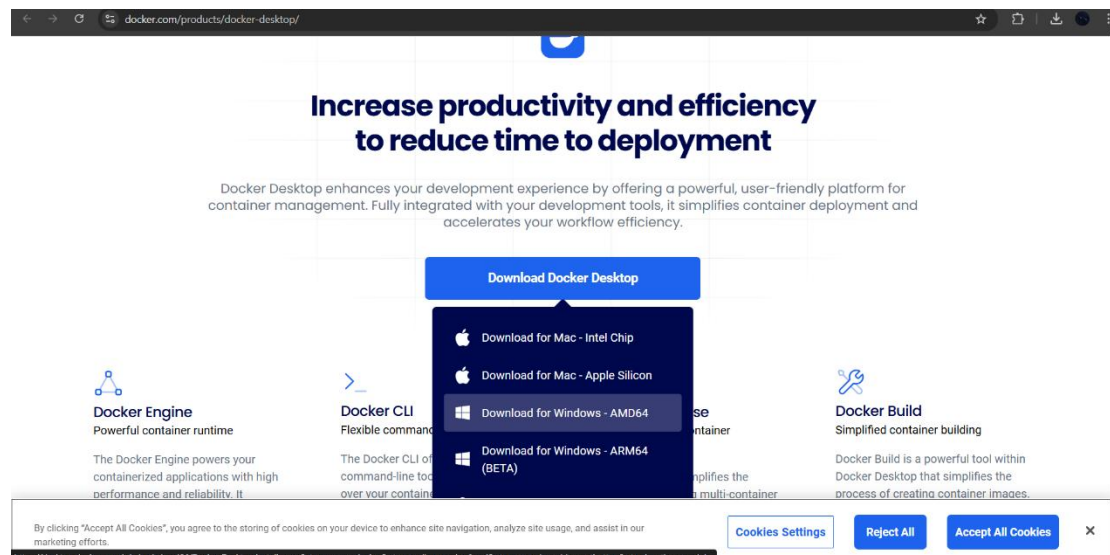 docker.com/products/docker-desktop/
Increase productivity and efficiency
to reduce time to deployment
Docker Desktop enhances your development experience by offering a powerful, user-friendly platform for
container management. Fully integrated with your development tools, it simplifies container deployment and
accelerates your workflow efficiency.
Download Docker Desktop
Download for Mac - Intel Chip
Download for Mac - Apple Silicon
Download for Windows - AMD64
Download for Windows - ARM64
(BETA)
Docker Engine
Powerful container runtime
The Docker Engine powers your
containerized applications with high
performance and reliability. It
Docker CLI
Flexible
The Docker CLI
command-line
over your
se
ntainer
the
multi-container
Docker Build
Simplified container building
Docker Build is a powerful tool within
Docker Desktop that simplifies the
process of creating container images.
By clicking "Accept All Cookies", you agree to the storing of cookies on your device to enhance site navigation, analyze site usage, and assist in our
marketing efforts.
Cookies Settings
Reject All
Accept All Cookies